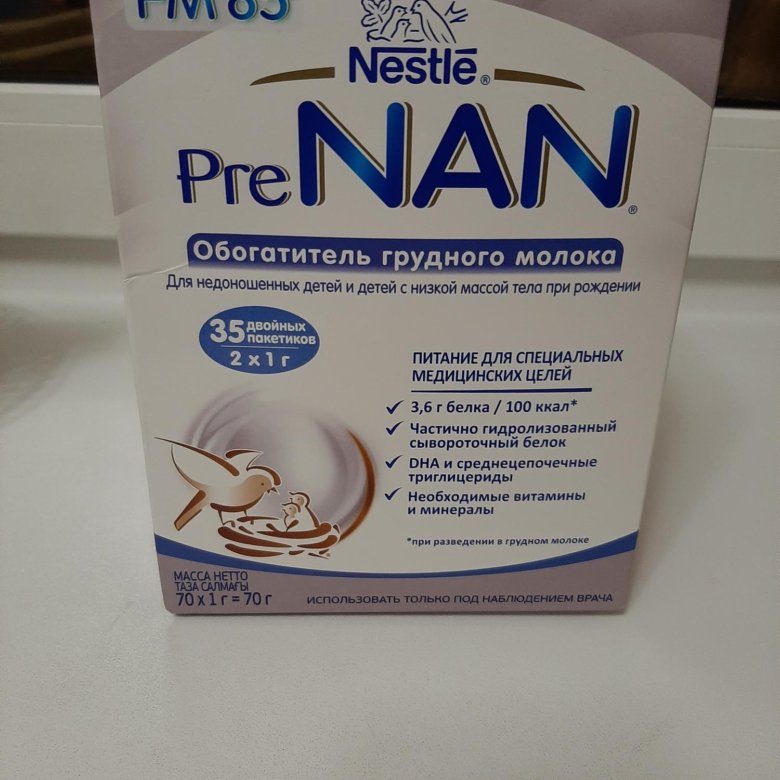 FM 85
Nestlé®
PreNAN®
Обогатитель грудного молока
Для недоношенных детей и детей с низкой массой тела при рождении
35 двойных пакетиков
2 x 1 г
ПИТАНИЕ ДЛЯ СПЕЦИАЛЬНЫХ
МЕДИЦИНСКИХ ЦЕЛЕЙ
✓ 3,6 г белка / 100 ккал*
✓ Частично гидролизованный
сывороточный белок
✓ DHA и среднецепочечные
триглицериды
✓ Необходимые витамины
и минералы
*при разведении в грудном молоке
МАССА НЕТТО
ТАЗА САЛМАҒЫ
70 x 1 г = 70 г
ИСПОЛЬЗОВАТЬ ТОЛЬКО ПОД НАБЛЮДЕНИЕМ ВРАЧА